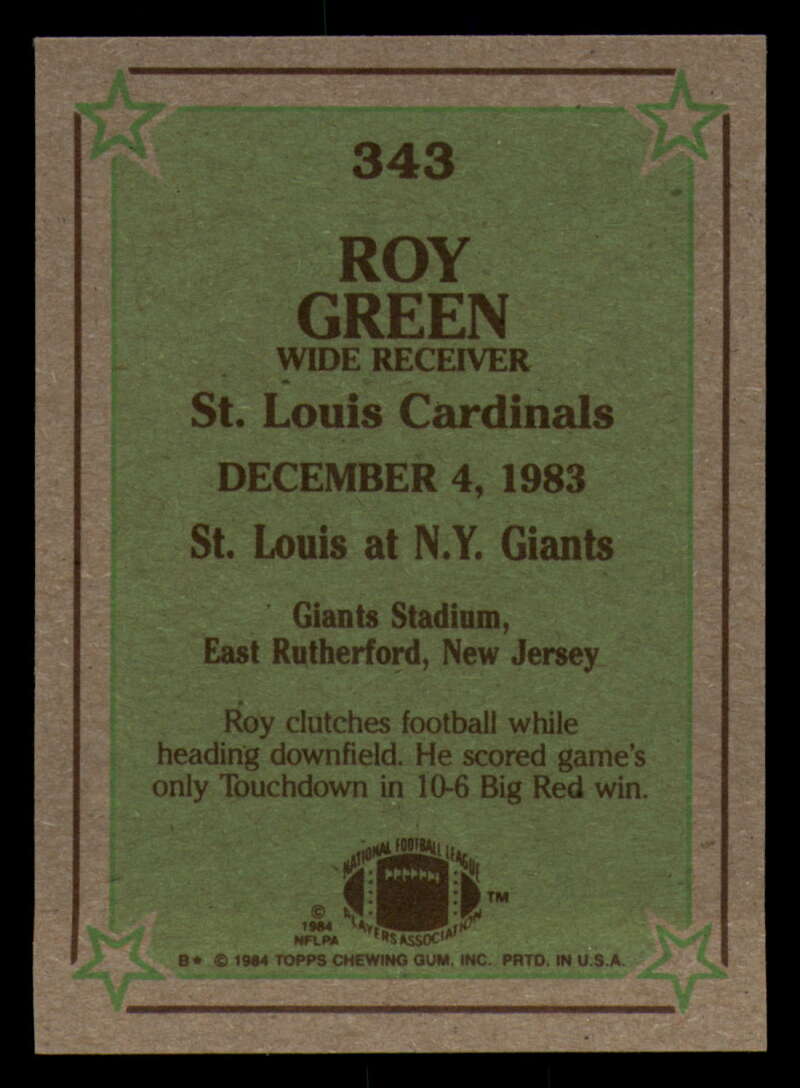 343
ROY
GREEN
WIDE RECEIVER
St. Louis Cardinals
DECEMBER 4, 1983
St. Louis at N.Y. Giants
Giants Stadium,
East Rutherford, New Jersey
Roy clutches football while
heading downfield. He scored game's
only Touchdown in 10-6 Big Red win.
NATIONAL FOOTBALL LEAGUE
PLAYERS ASSOCIATION
TM
©
1984
NFLPA
B* © 1984 TOPPS CHEWING GUM, INC. PRTD. IN U.S.A.